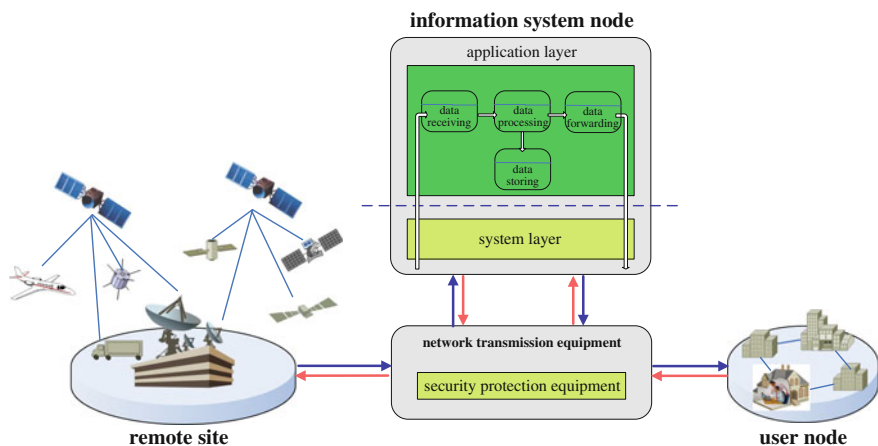 information system node
application layer
data
receiving
data
processing
data
forwarding
data
storing
system layer
network transmission equipment
security protection equipment
remote site
user node